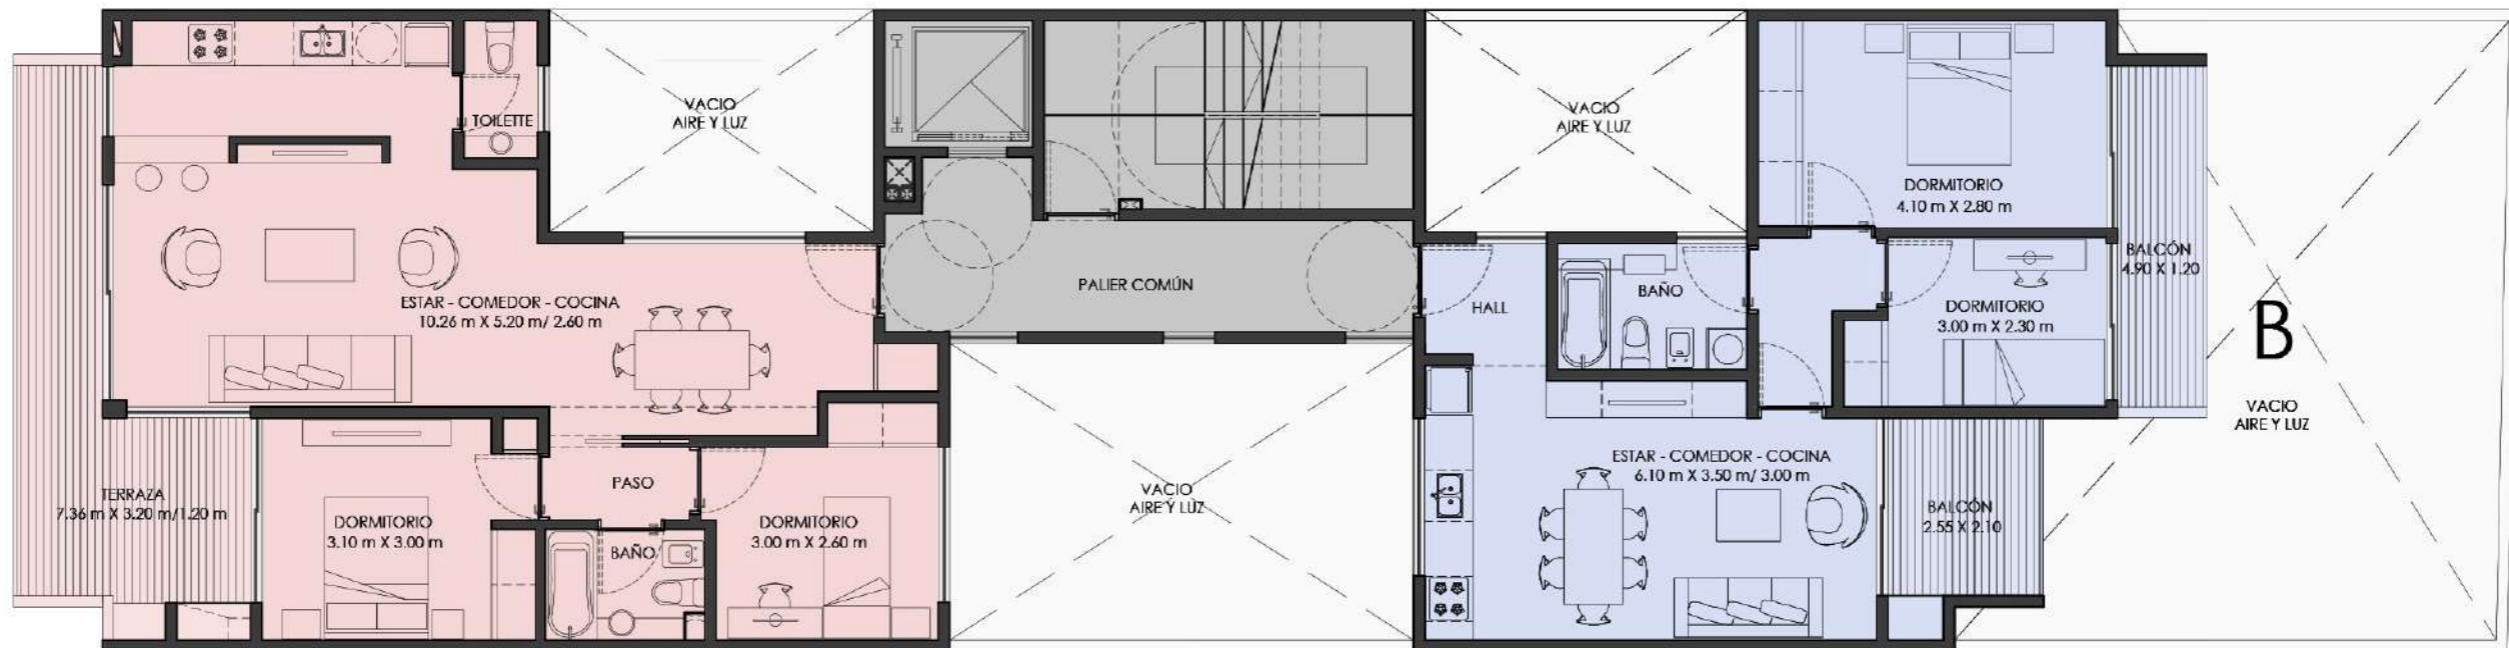 TOILETTE
VACIO
AIRE Y LUZ
ESTAR - COMEDOR - COCINA
10.26 m X 5.20 m/ 2.60 m
TERRAZA
7.36 m X 3.20 m/1.20 m
DORMITORIO
3.10 m X 3.00 m
PASO
BAÑO
DORMITORIO
3.00 m X 2.60 m
PALIER COMÚN
VACIO
AIRE Y LUZ
VACIO
AIRE Y LUZ
HALL
BAÑO
DORMITORIO
4.10 m X 2.80 m
DORMITORIO
3.00 m X 2.30 m
BALCÓN
4.90 X 1.20
ESTAR - COMEDOR - COCINA
6.10 m X 3.50 m/ 3.00 m
BALCÓN
2.55 X 2.10
B
VACIO
AIRE Y LUZ